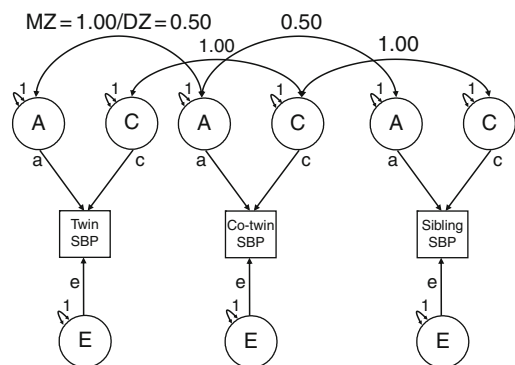 MZ = 1.00/DZ = 0.50 0.50
1.00 1.00
1 1 1 1 1 1
A C A C A C
a c a c a c
Twin Co-twin Sibling
SBP SBP SBP
e e e
1 1 1
E E E